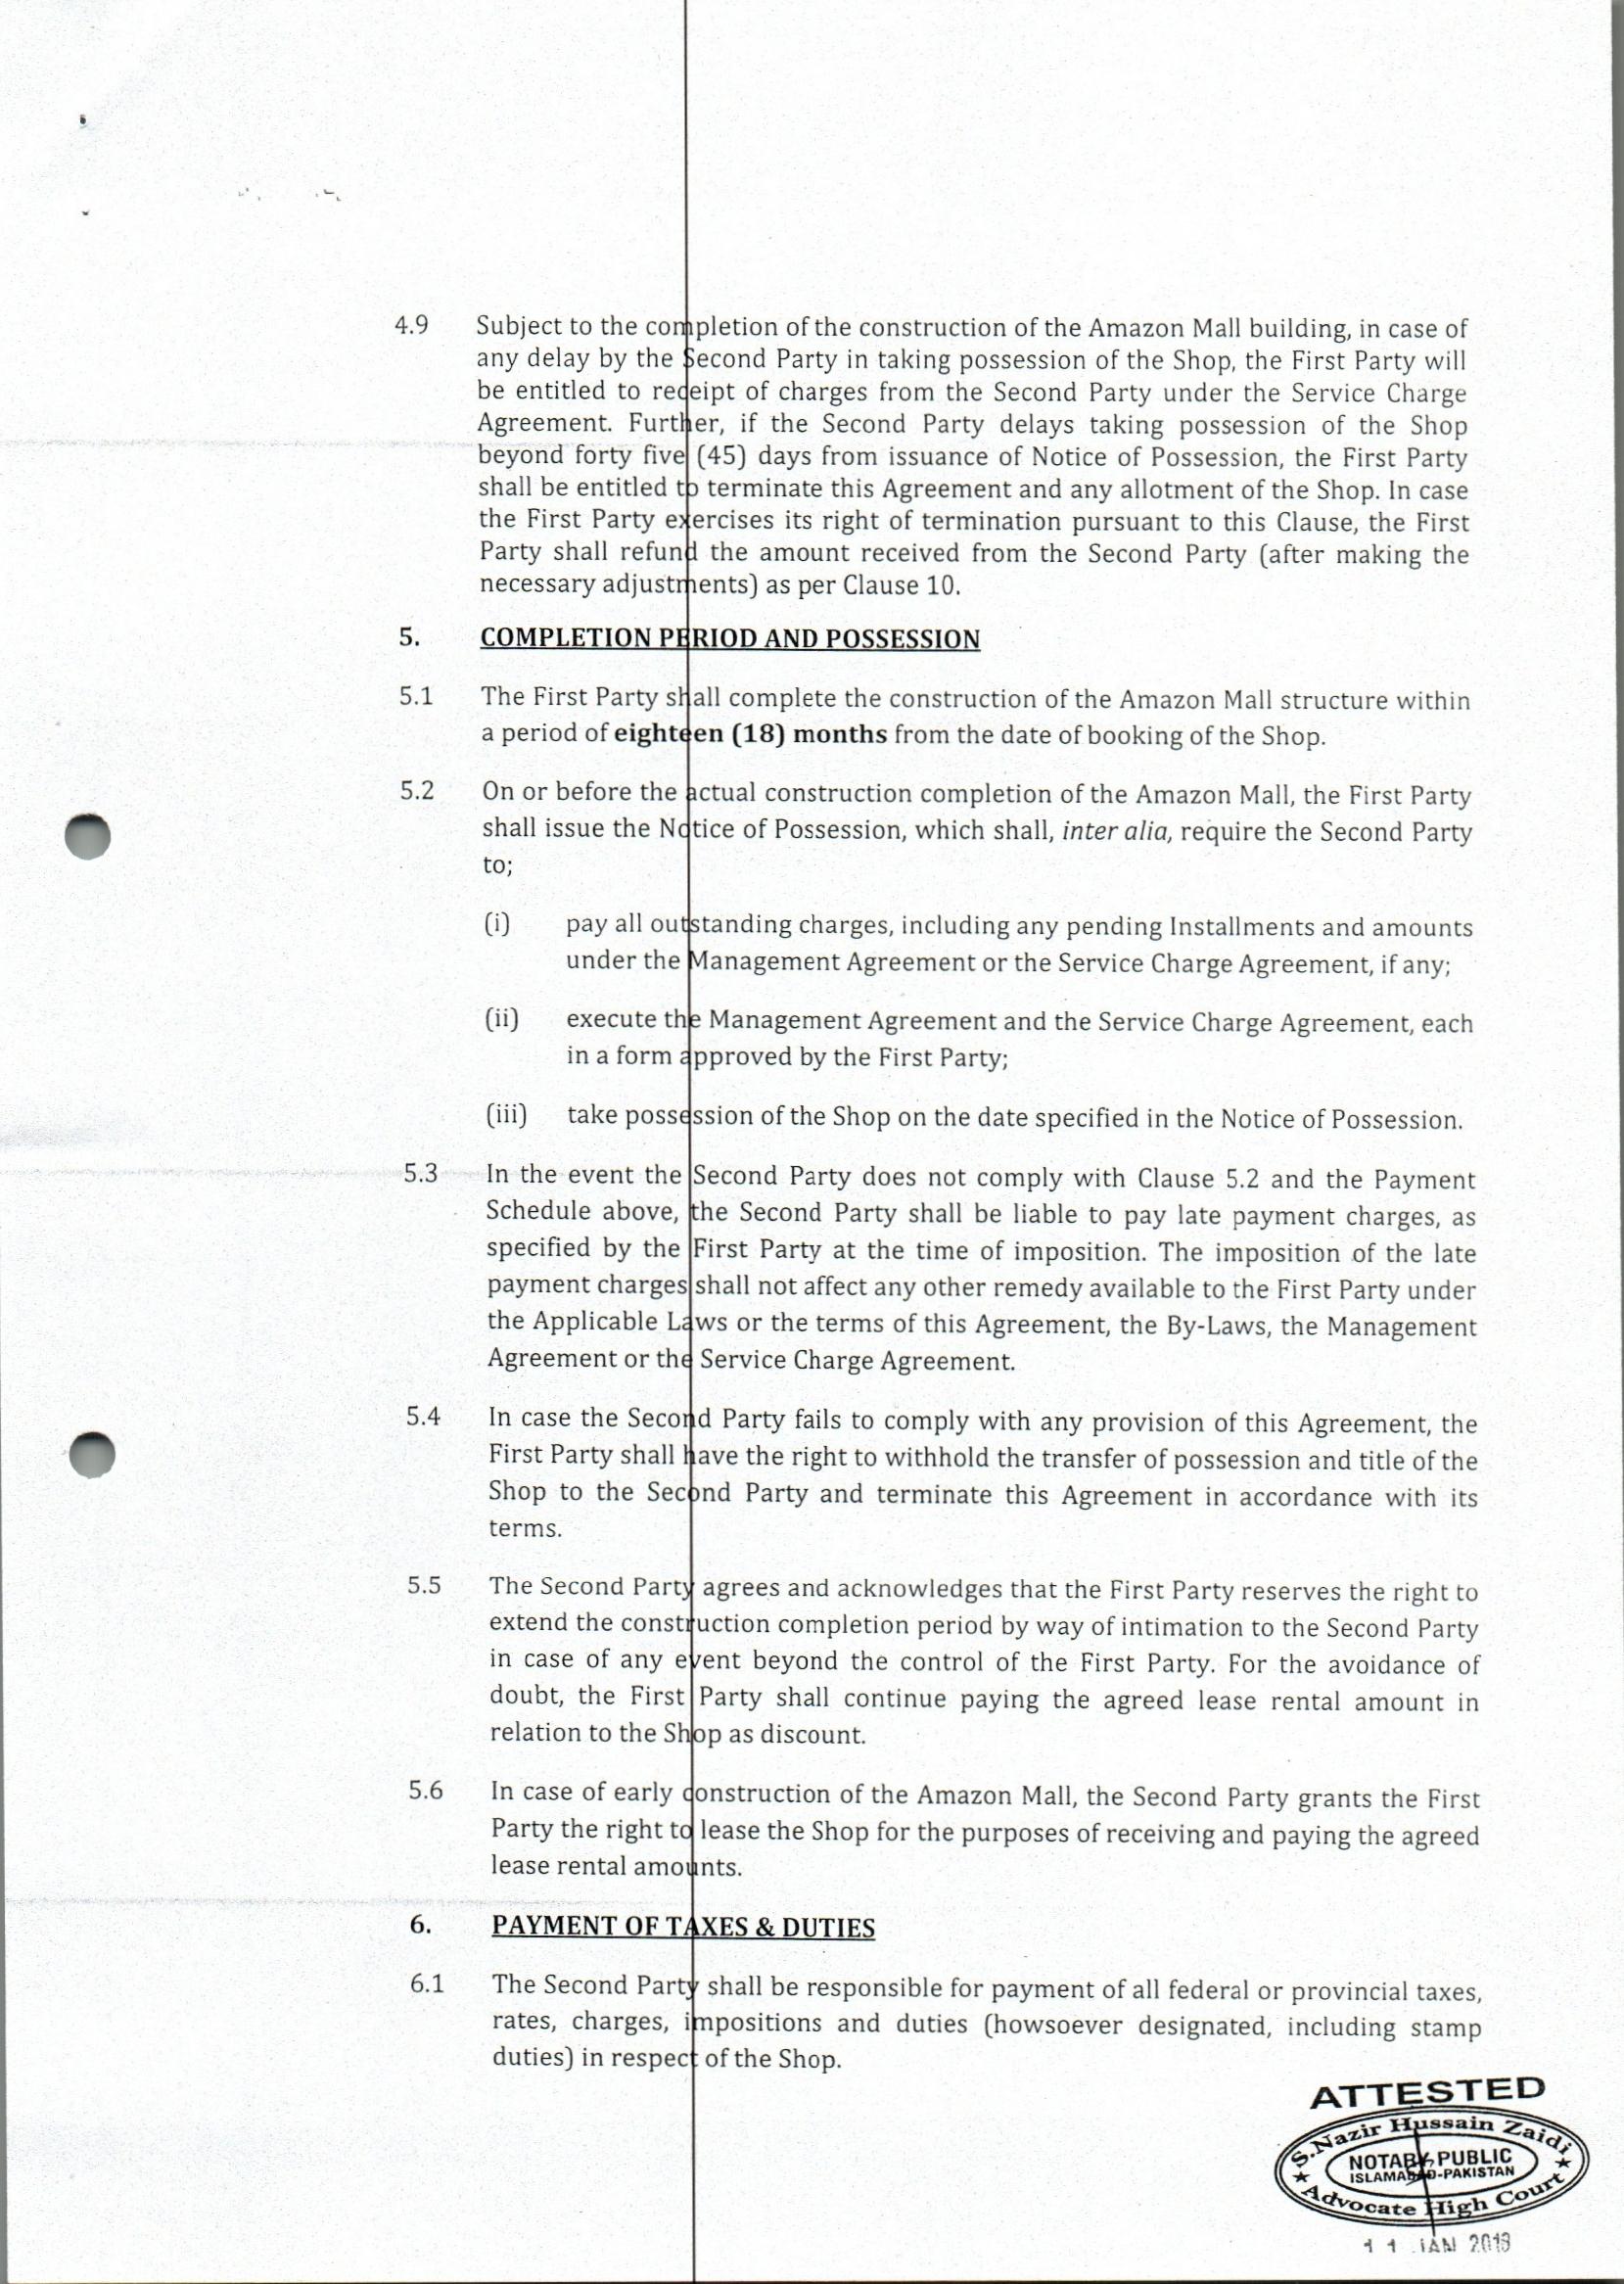 4.9 Subject to the completion of the construction of the Amazon Mall building, in case of
any delay by the Second Party in taking possession of the Shop, the First Party will
be entitled to receipt of charges from the Second Party under the Service Charge
Agreement. Further, if the Second Party delays taking possession of the Shop
beyond forty five (45) days from issuance of Notice of Possession, the First Party
shall be entitled to terminate this Agreement and any allotment of the Shop. In case
the First Party exercises its right of termination pursuant to this Clause, the First
Party shall refund the amount received from the Second Party (after making the
necessary adjustments) as per Clause 10.
5. COMPLETION PERIOD AND POSSESSION
5.1 The First Party shall complete the construction of the Amazon Mall structure within
a period of eighteen (18) months from the date of booking of the Shop.
5.2 On or before the actual construction completion of the Amazon Mall, the First Party
shall issue the Notice of Possession, which shall, inter alia, require the Second Party
to;
(i) pay all outstanding charges, including any pending Installments and amounts
under the Management Agreement or the Service Charge Agreement, if any;
(ii) execute the Management Agreement and the Service Charge Agreement, each
in a form approved by the First Party;
(iii) take possession of the Shop on the date specified in the Notice of Possession.
5.3 In the event the Second Party does not comply with Clause 5.2 and the Payment
Schedule above, the Second Party shall be liable to pay late payment charges, as
specified by the First Party at the time of imposition. The imposition of the late
payment charges shall not affect any other remedy available to the First Party under
the Applicable Laws or the terms of this Agreement, the By-Laws, the Management
Agreement or the Service Charge Agreement.
5.4 In case the Second Party fails to comply with any provision of this Agreement, the
First Party shall have the right to withhold the transfer of possession and title of the
Shop to the Second Party and terminate this Agreement in accordance with its
terms.
5.5 The Second Party agrees and acknowledges that the First Party reserves the right to
extend the construction completion period by way of intimation to the Second Party
in case of any event beyond the control of the First Party. For the avoidance of
doubt, the First Party shall continue paying the agreed lease rental amount in
relation to the Shop as discount.
5.6 In case of early construction of the Amazon Mall, the Second Party grants the First
Party the right to lease the Shop for the purposes of receiving and paying the agreed
lease rental amounts.
6. PAYMENT OF TAXES & DUTIES
6.1 The Second Party shall be responsible for payment of all federal or provincial taxes,
rates, charges, impositions and duties (howsoever designated, including stamp
duties) in respect of the Shop.
ATTESTED
S.Nazir Hussain Zaidi
NOTARY PUBLIC
ISLAMABAD-PAKISTAN
Advocate High Court
11 JAN